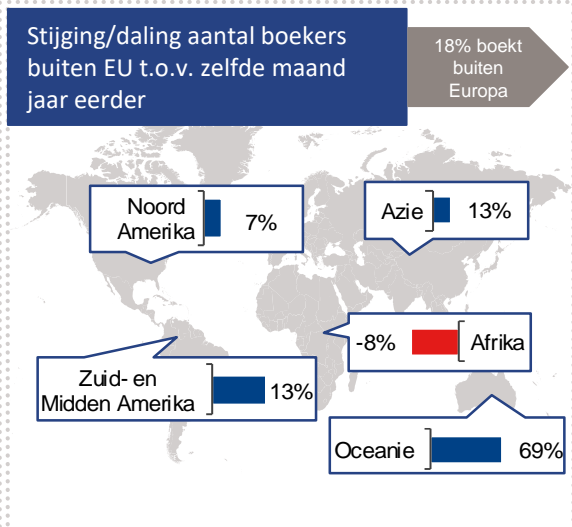 Stijging/daling aantal boekers
buiten EU t.o.v. zelfde maand
jaar eerder
18% boekt
buiten
Europa
Noord
Amerika
7%
Azie
13%
-8%
Afrika
Zuid- en
Midden Amerika
13%
Oceanie
69%